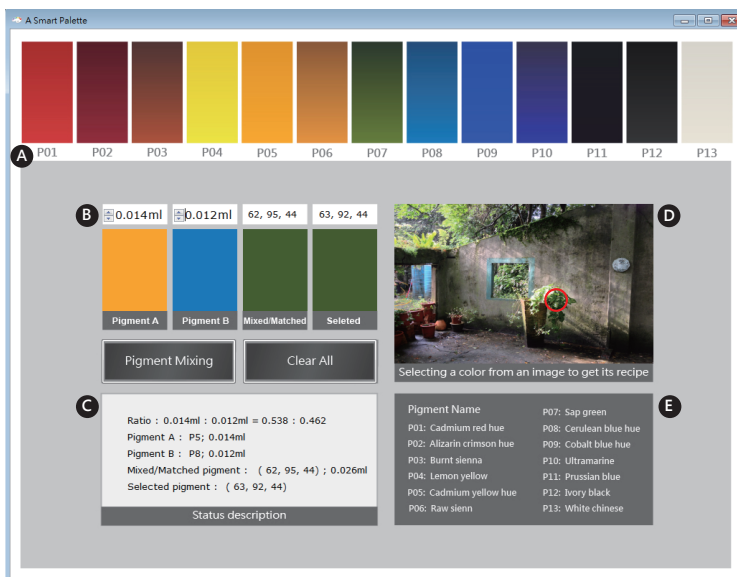 A Smart Palette
P01 P02 P03 P04 P05 P06 P07 P08 P09 P10 P11 P12 P13
A
B
0.014ml 0.012ml 62, 95, 44 63, 92, 44
Pigment A Pigment B Mixed/Matched Seleted
Pigment Mixing Clear All
D
Selecting a color from an image to get its recipe
C
Ratio : 0.014ml : 0.012ml = 0.538 : 0.462
Pigment A : P5; 0.014ml
Pigment B : P8; 0.012ml
Mixed/Matched pigment : ( 62, 95, 44) ; 0.026ml
Selected pigment : ( 63, 92, 44)
Status description
E
Pigment Name
P01: Cadmium red hue
P02: Alizarin crimson hue
P03: Burnt sienna
P04: Lemon yellow
P05: Cadmium yellow hue
P06: Raw sienn
P07: Sap green
P08: Cerulean blue hue
P09: Cobalt blue hue
P10: Ultramarine
P11: Prussian blue
P12: Ivory black
P13: White chinese